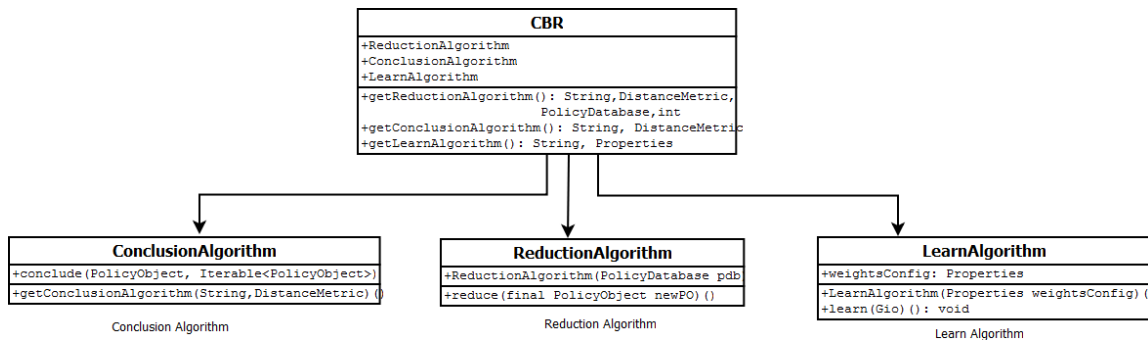 CBR
+ReductionAlgorithm
+ConclusionAlgorithm
+LearnAlgorithm
+getReductionAlgorithm(): String,DistanceMetric,
PolicyDatabase,int
+getConclusionAlgorithm(): String, DistanceMetric
+getLearnAlgorithm(): String, Properties
ConclusionAlgorithm
+conclude(PolicyObject, Iterable<PolicyObject>)
+getConclusionAlgorithm(String,DistanceMetric)()
Conclusion Algorithm
ReductionAlgorithm
+ReductionAlgorithm(PolicyDatabase pdb)
+reduce(final PolicyObject newPO)()
Reduction Algorithm
LearnAlgorithm
+weightsConfig: Properties
+LearnAlgorithm(Properties weightsConfig)(
+learn(Gio)(): void
Learn Algorithm